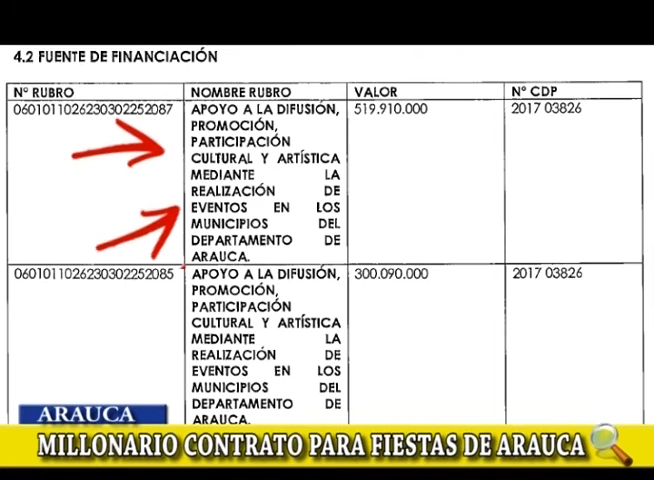 4.2 FUENTE DE FINANCIACIÓN
Nº RUBRO NOMBRE RUBRO VALOR Nº CDP
0601011026230302252087 APOYO A LA DIFUSIÓN, 519.910.000 2017 03826
PROMOCIÓN,
PARTICIPACIÓN
CULTURAL Y ARTÍSTICA
MEDIANTE LA
REALIZACIÓN DE
EVENTOS EN LOS
MUNICIPIOS DEL
DEPARTAMENTO DE
ARAUCA.
0601011026230302252085 APOYO A LA DIFUSIÓN, 300.090.000 2017 03826
PROMOCIÓN,
PARTICIPACIÓN
CULTURAL Y ARTÍSTICA
MEDIANTE LA
REALIZACIÓN DE
EVENTOS EN LOS
MUNICIPIOS DEL
DEPARTAMENTO DE
ARAUCA.
ARAUCA
MILLONARIO CONTRATO PARA FIESTAS DE ARAUCA